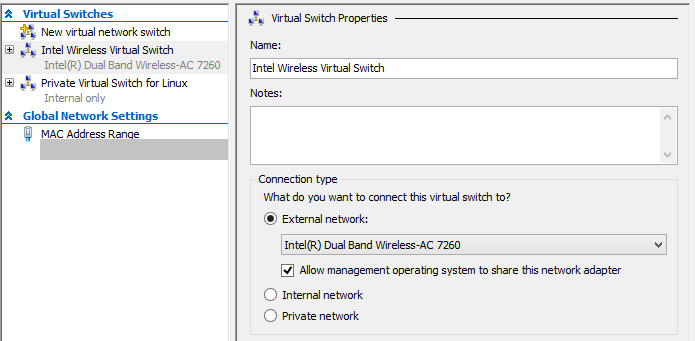 Virtual Switches
New virtual network switch
Intel Wireless Virtual Switch
Intel(R) Dual Band Wireless-AC 7260
Private Virtual Switch for Linux
Internal only
Global Network Settings
MAC Address Range
Virtual Switch Properties
Name:
Intel Wireless Virtual Switch
Notes:
Connection type
What do you want to connect this virtual switch to?
External network:
Intel(R) Dual Band Wireless-AC 7260
Allow management operating system to share this network adapter
Internal network
Private network